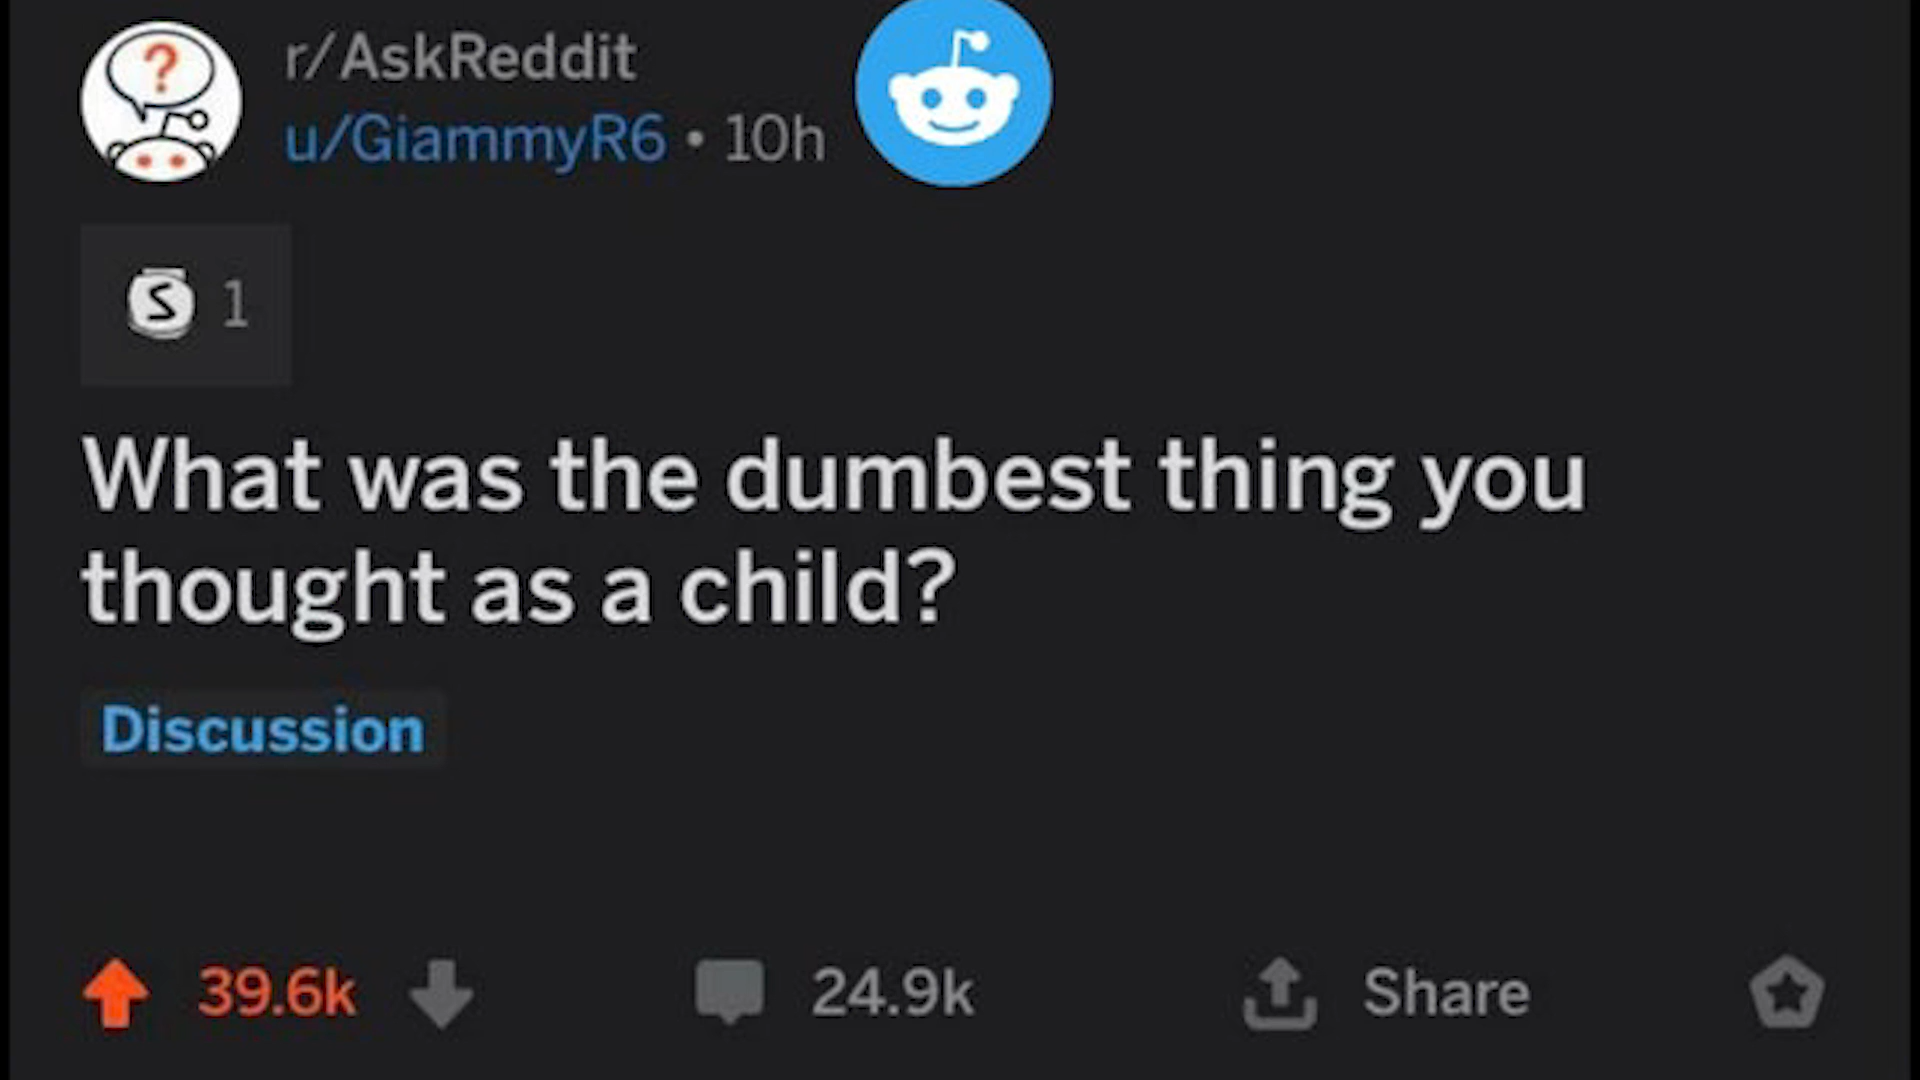 ?
r/AskReddit
u/GiammyR6 • 10h
S 1
What was the dumbest thing you
thought as a child?
Discussion
39.6k 24.9k Share